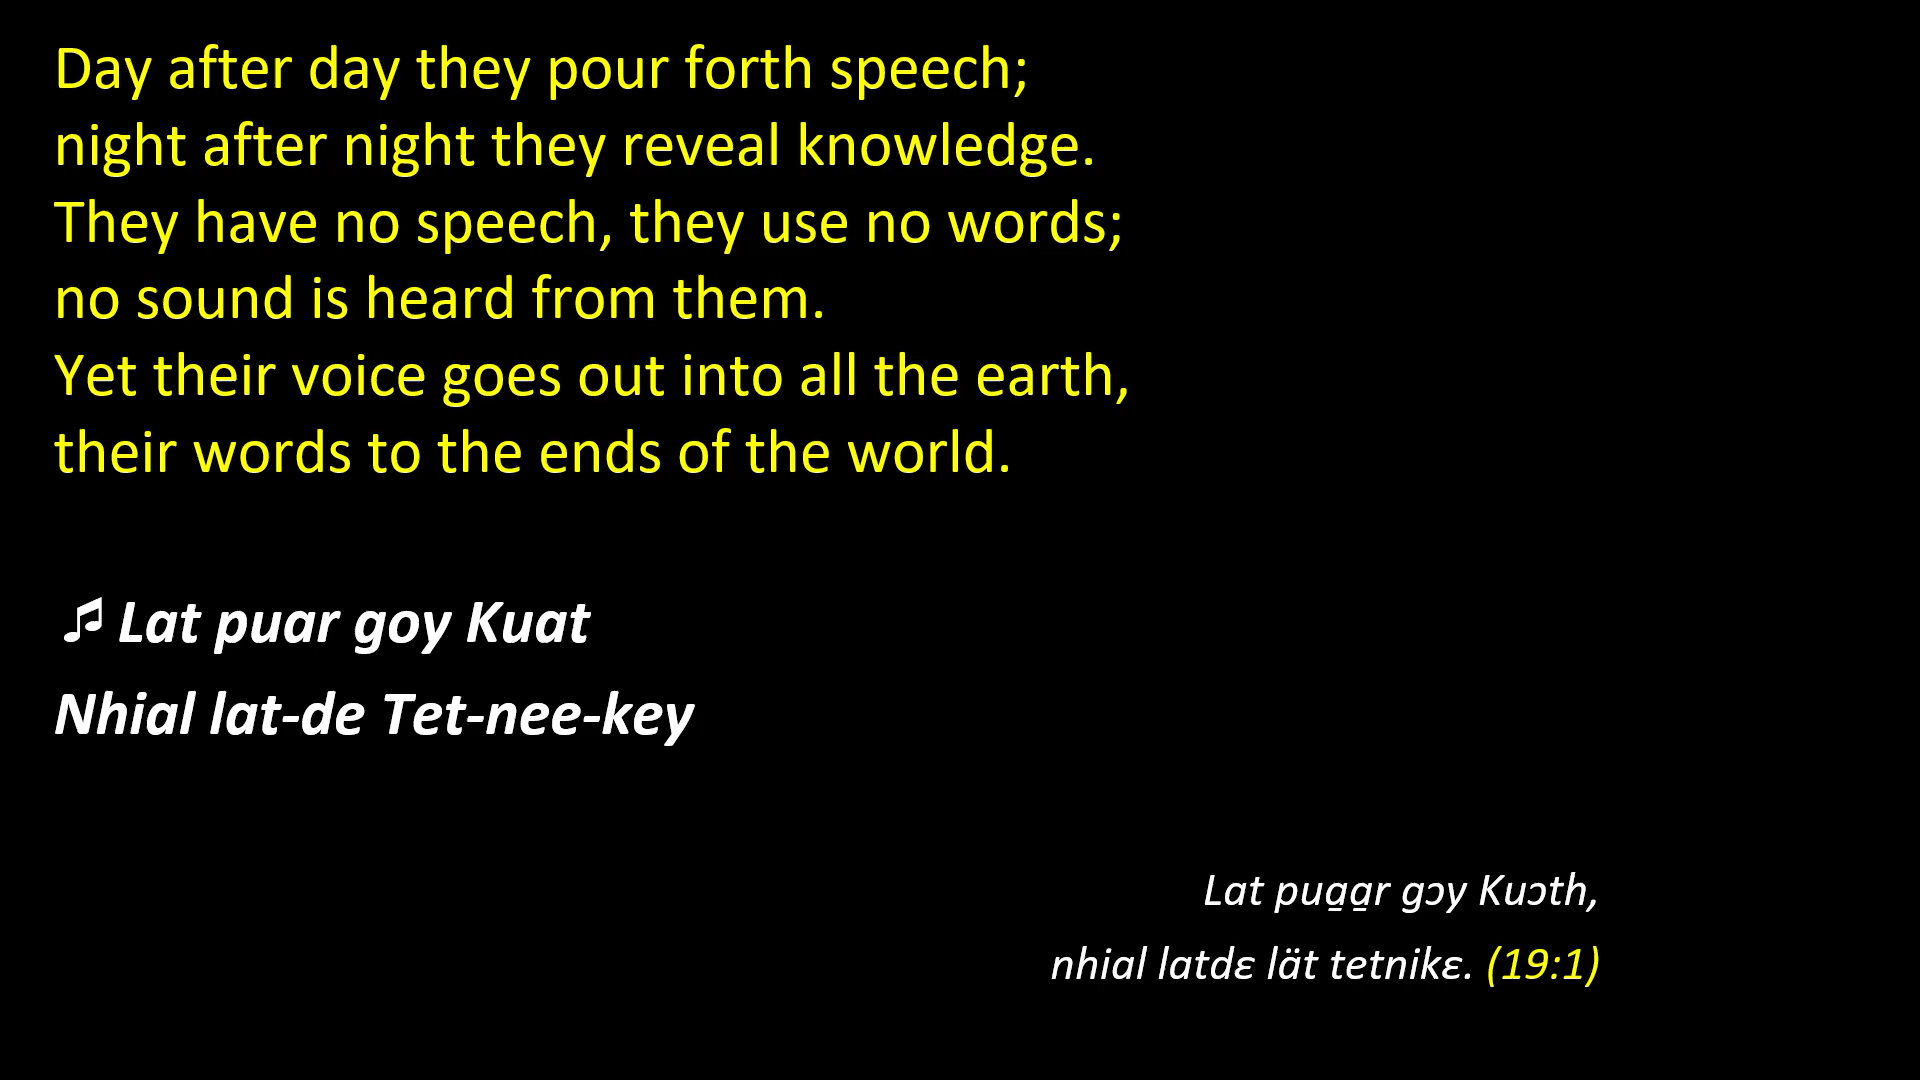 Day after day they pour forth speech;
night after night they reveal knowledge.
They have no speech, they use no words;
no sound is heard from them.
Yet their voice goes out into all the earth,
their words to the ends of the world.
♫ Lat puar goy Kuat
Nhial lat-de Tet-nee-key
Lat pua̱a̱r gɔy Kuɔth,
nhial latdɛ lät tetnikɛ. (19:1)